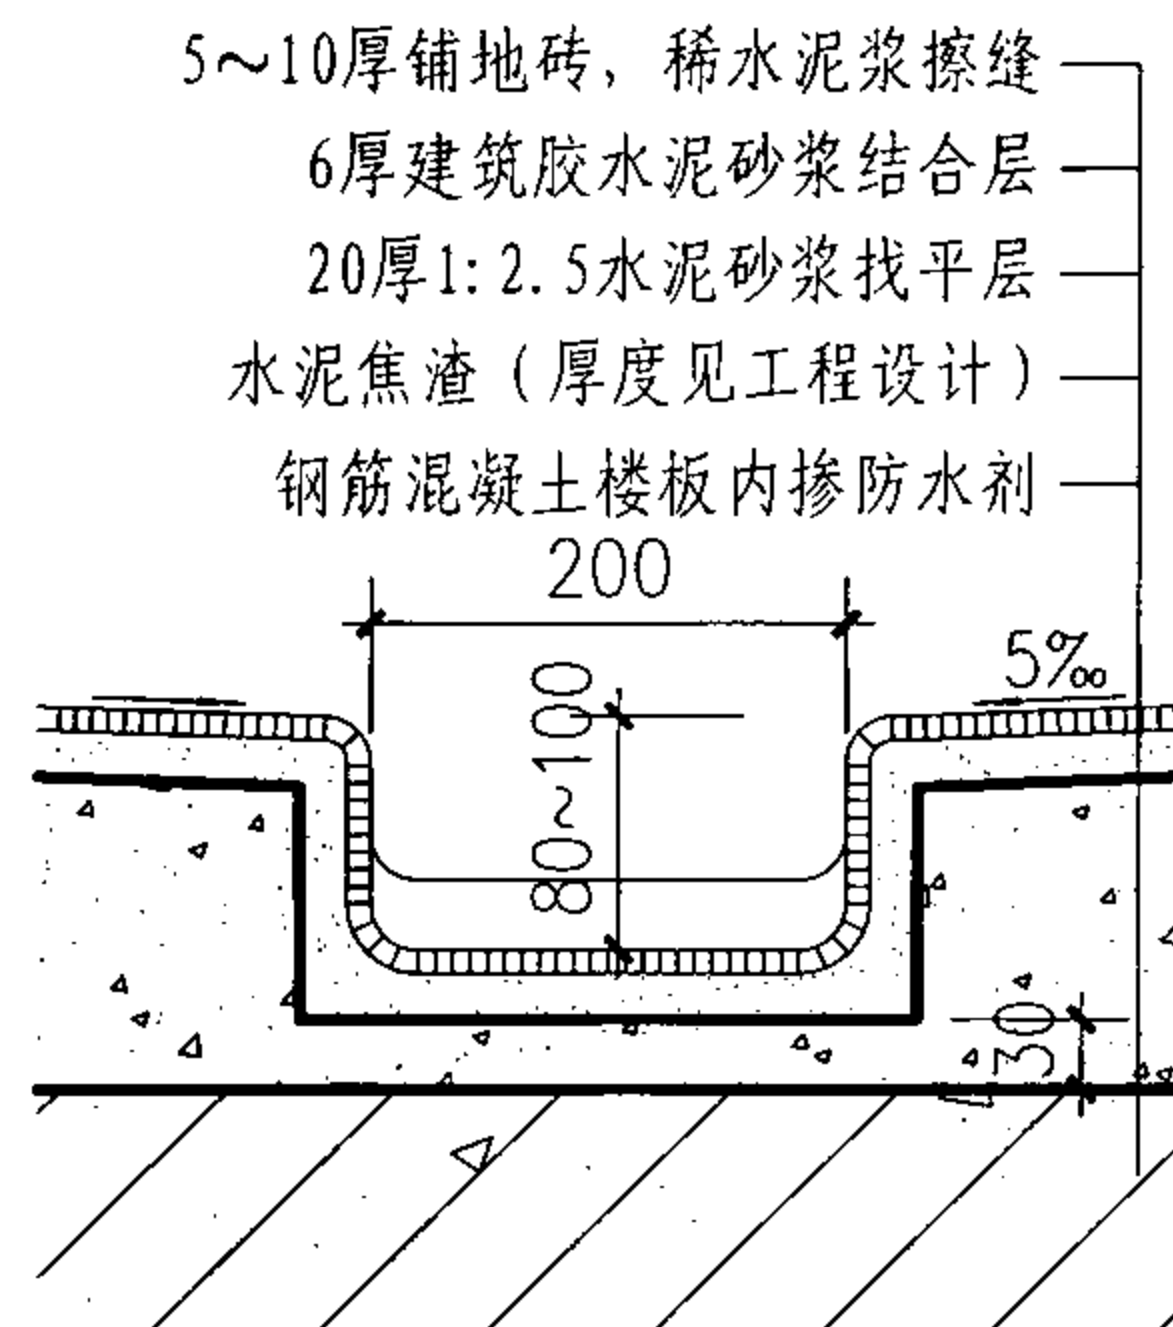 5~10厚铺地砖，稀水泥浆擦缝
6厚建筑胶水泥砂浆结合层
20厚1:2.5水泥砂浆找平层
水泥焦渣（厚度见工程设计）
钢筋混凝土楼板内掺防水剂
200
5‰
80~100
30